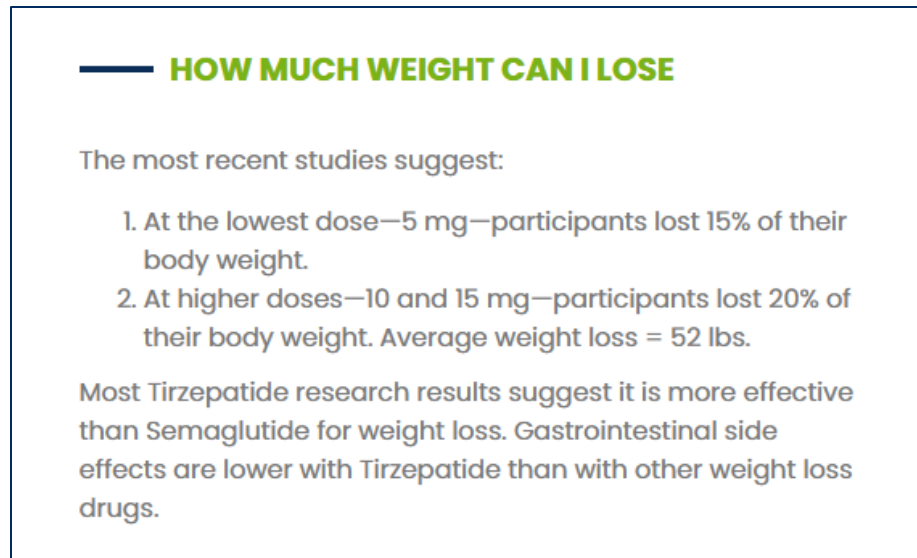 HOW MUCH WEIGHT CAN I LOSE
The most recent studies suggest:
1. At the lowest dose—5 mg—participants lost 15% of their
body weight.
2. At higher doses—10 and 15 mg—participants lost 20% of
their body weight. Average weight loss = 52 lbs.
Most Tirzepatide research results suggest it is more effective
than Semaglutide for weight loss. Gastrointestinal side
effects are lower with Tirzepatide than with other weight loss
drugs.